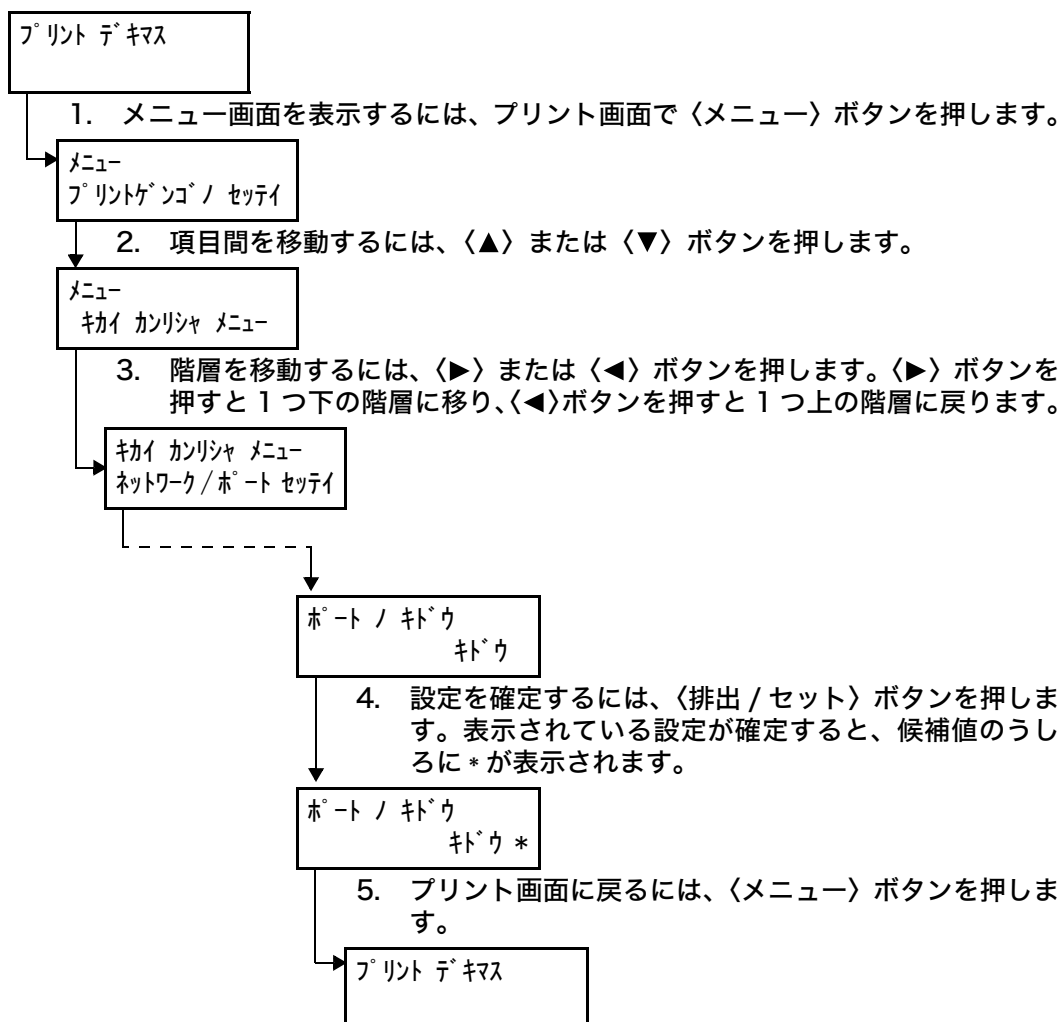 ﾌﾟﾘﾝﾄ ﾃﾞｷﾏｽ
1. メニュー画面を表示するには、プリント画面で〈メニュー〉ボタンを押します。
ﾒﾆｭｰ
ﾌﾟﾘﾝﾄｹﾞﾝｺﾞﾉ ｾｯﾃｲ
2. 項目間を移動するには、〈▲〉または〈▼〉ボタンを押します。
ﾒﾆｭｰ
ｷｶｲ ｶﾝﾘｼｬ ﾒﾆｭｰ
3. 階層を移動するには、〈▶〉または〈◀〉ボタンを押します。〈▶〉ボタンを
押すと 1 つ下の階層に移り、〈◀〉ボタンを押すと 1 つ上の階層に戻ります。
ｷｶｲ ｶﾝﾘｼｬ ﾒﾆｭｰ
ﾈｯﾄﾜｰｸ / ﾎﾟｰﾄ ｾｯﾃｲ
ﾎﾟｰﾄ ﾉ ｷﾄﾞｳ
ｷﾄﾞｳ
4. 設定を確定するには、〈排出 / セット〉ボタンを押しま
す。表示されている設定が確定すると、候補値のうし
ろに * が表示されます。
ﾎﾟｰﾄ ﾉ ｷﾄﾞｳ
ｷﾄﾞｳ *
5. プリント画面に戻るには、〈メニュー〉ボタンを押しま
す。
ﾌﾟﾘﾝﾄ ﾃﾞｷﾏｽ